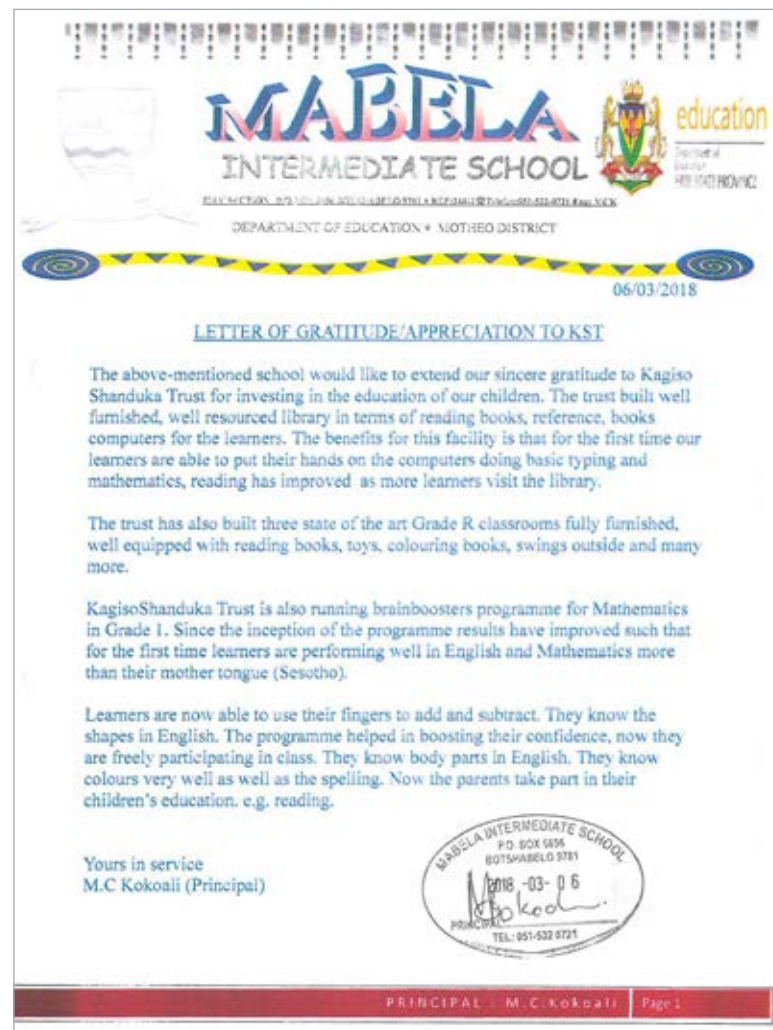 MABELA
INTERMEDIATE SCHOOL
education
FREE STATE PROVINCE
DEPARTMENT OF EDUCATION • MOTHEO DISTRICT
06/03/2018
LETTER OF GRATITUDE/APPRECIATION TO KST
The above-mentioned school would like to extend our sincere gratitude to Kagiso
Shanduka Trust for investing in the education of our children. The trust built well
furnished, well resourced library in terms of reading books, reference, books
computers for the learners. The benefits for this facility is that for the first time our
learners are able to put their hands on the computers doing basic typing and
mathematics, reading has improved as more learners visit the library.
The trust has also built three state of the art Grade R classrooms fully furnished,
well equipped with reading books, toys, colouring books, swings outside and many
more.
KagisoShanduka Trust is also running brainboosters programme for Mathematics
in Grade 1. Since the inception of the programme results have improved such that
for the first time learners are performing well in English and Mathematics more
than their mother tongue (Sesotho).
Learners are now able to use their fingers to add and subtract. They know the
shapes in English. The programme helped in boosting their confidence, now they
are freely participating in class. They know body parts in English. They know
colours very well as well as the spelling. Now the parents take part in their
children's education. e.g. reading.
Yours in service
M.C Kokoali (Principal)
MABELA INTERMEDIATE SCHOOL
P.O. BOX
BOTSHABELO 9781
2018 -03- 06
PRINCIPAL
TEL: 051-532 0721
PRINCIPAL : M.C.Kokoali Page 1